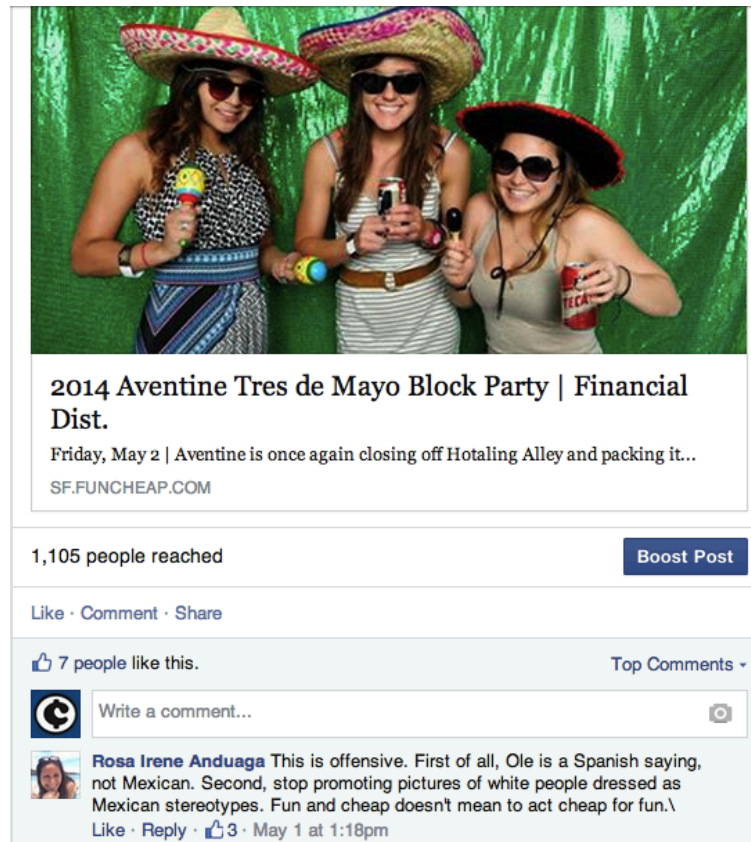 TECA
2014 Aventine Tres de Mayo Block Party | Financial
Dist.
Friday, May 2 | Aventine is once again closing off Hotaling Alley and packing it...
SF.FUNCHEAP.COM
1,105 people reached
Boost Post
Like · Comment · Share
7 people like this.
Top Comments
Write a comment...
Rosa Irene Anduaga This is offensive. First of all, Ole is a Spanish saying,
not Mexican. Second, stop promoting pictures of white people dressed as
Mexican stereotypes. Fun and cheap doesn't mean to act cheap for fun.\
Like · Reply · 3 · May 1 at 1:18pm